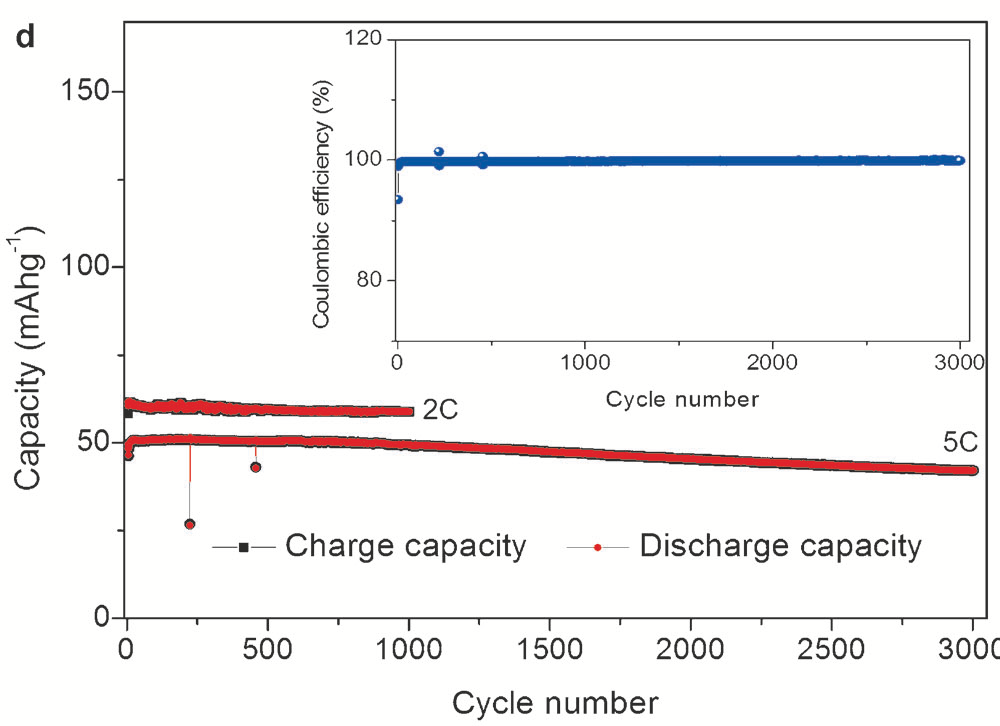 d
120
100
80
Coulombic efficiency (%)
0
1000
2000
3000
Cycle number
150
100
50
0
Capacity (mAhg⁻¹)
2C
5C
Charge capacity
Discharge capacity
0
500
1000
1500
2000
2500
3000
Cycle number